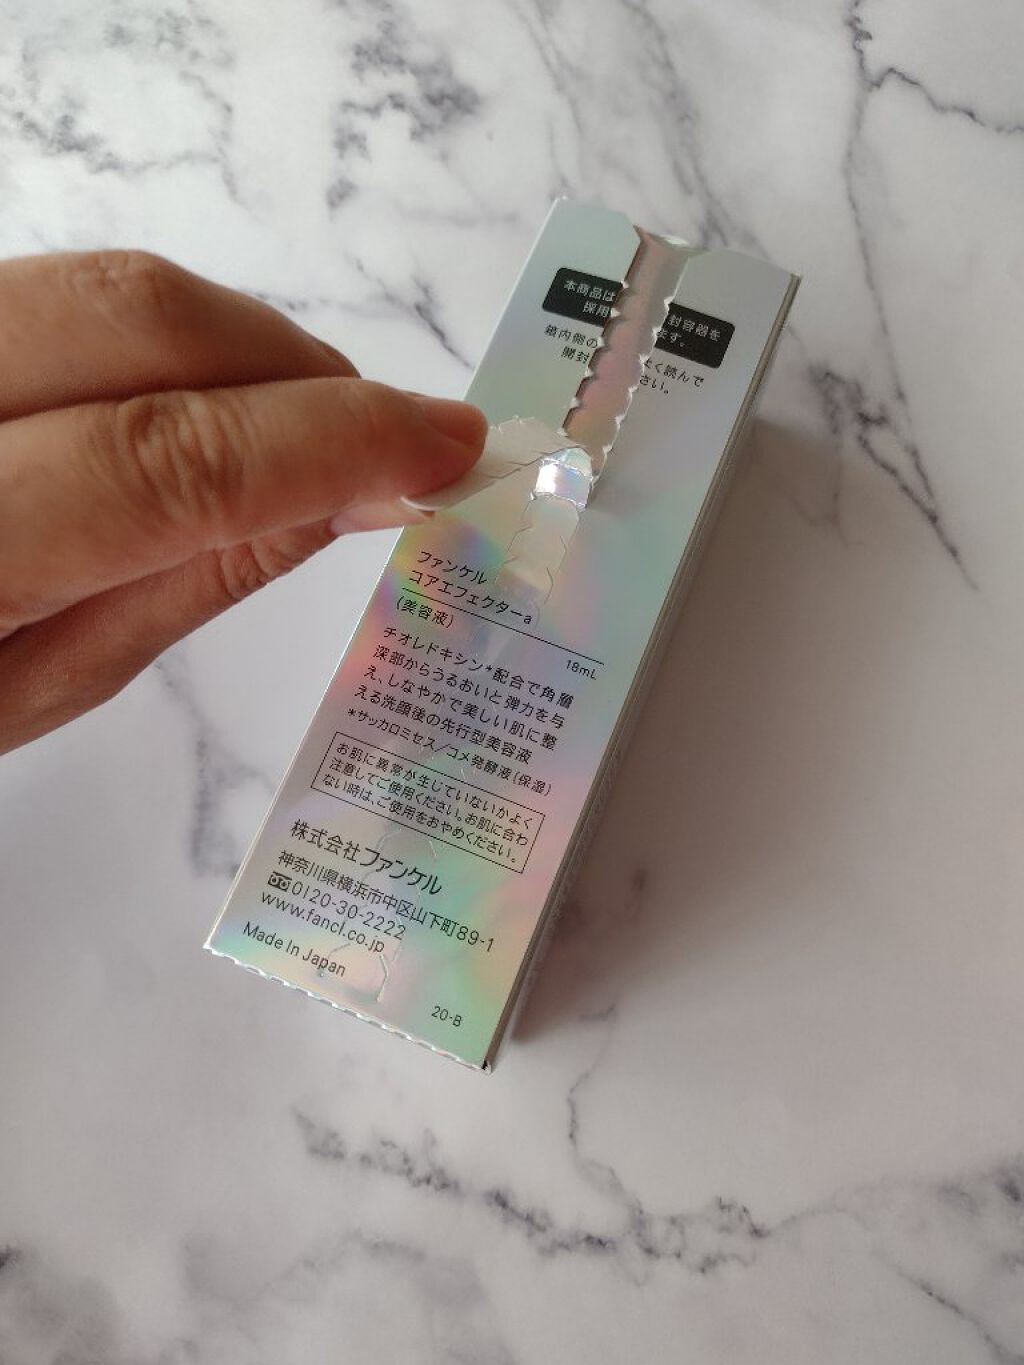 本商品は 封容器を
採用 ます。
箱内側の よく読んで
開封 さい。
ファンケル
コアエフェクターa
(美容液)
18mL
チオレドキシン*配合で角層
深部からうるおいと弾力を与
え、しなやかで美しい肌に整
える洗顔後の先行型美容液
*サッカロミセス/コメ発酵液(保湿)
お肌に異常が生じていないかよく
注意してご使用ください。お肌に合わ
ない時は、ご使用をおやめください。
株式会社ファンケル
神奈川県横浜市中区山下町89-1
0120-30-2222
www.fancl.co.jp
Made In Japan
20-B